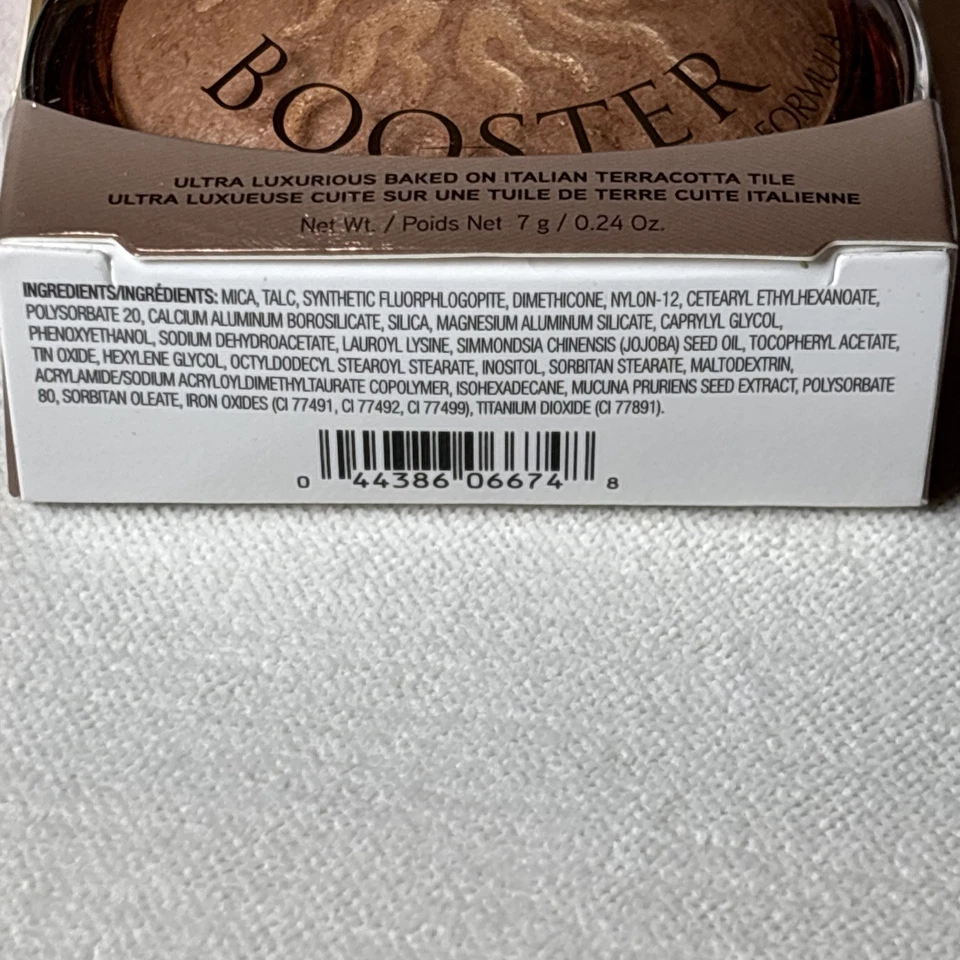 BOOSTER
FORMULA
ULTRA LUXURIOUS BAKED ON ITALIAN TERRACOTTA TILE
ULTRA LUXUEUSE CUITE SUR UNE TUILE DE TERRE CUITE ITALIENNE
Net Wt. / Poids Net 7 g / 0.24 Oz.
INGREDIENTS/INGRÉDIENTS: MICA, TALC, SYNTHETIC FLUORPHLOGOPITE, DIMETHICONE, NYLON-12, CETEARYL ETHYLHEXANOATE,
POLYSORBATE 20, CALCIUM ALUMINUM BOROSILICATE, SILICA, MAGNESIUM ALUMINUM SILICATE, CAPRYLYL GLYCOL,
PHENOXYETHANOL, SODIUM DEHYDROACETATE, LAUROYL LYSINE, SIMMONDSIA CHINENSIS (JOJOBA) SEED OIL, TOCOPHERYL ACETATE,
TIN OXIDE, HEXYLENE GLYCOL, OCTYLDODECYL STEAROYL STEARATE, INOSITOL, SORBITAN STEARATE, MALTODEXTRIN,
ACRYLAMIDE/SODIUM ACRYLOYLDIMETHYLTAURATE COPOLYMER, ISOHEXADECANE, MUCUNA PRURIENS SEED EXTRACT, POLYSORBATE
80, SORBITAN OLEATE, IRON OXIDES (CI 77491, CI 77492, CI 77499), TITANIUM DIOXIDE (CI 77891).
0 44386 06674 8